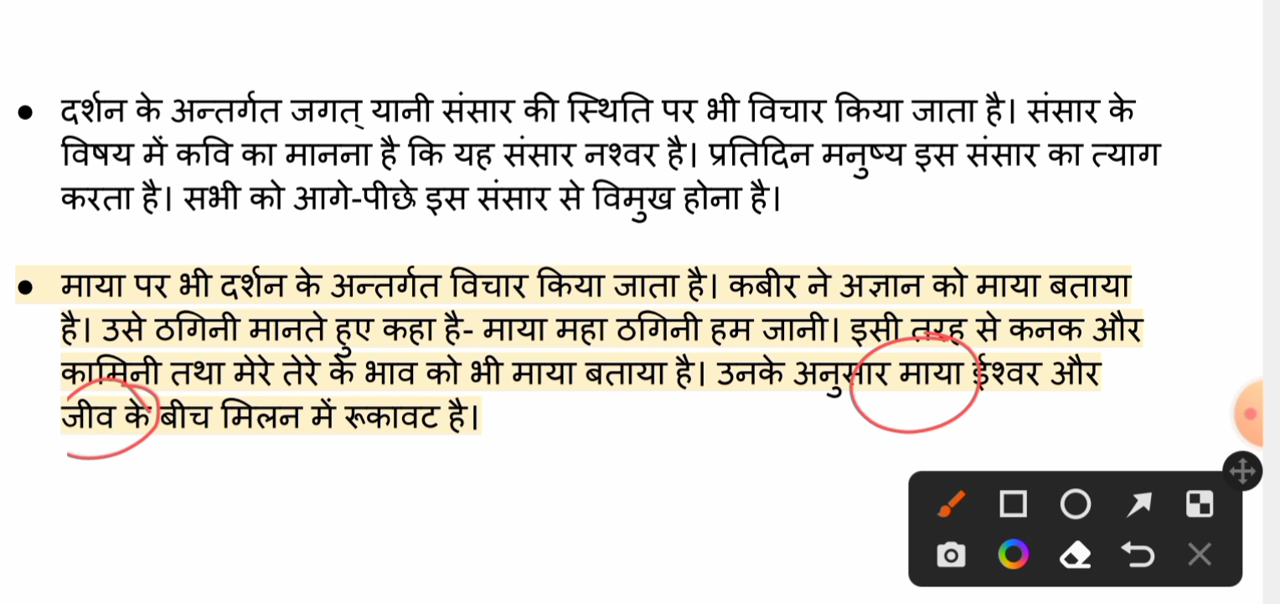 • दर्शन के अन्तर्गत जगत् यानी संसार की स्थिति पर भी विचार किया जाता है। संसार के
विषय में कवि का मानना है कि यह संसार नश्वर है। प्रतिदिन मनुष्य इस संसार का त्याग
करता है। सभी को आगे-पीछे इस संसार से विमुख होना है।
• माया पर भी दर्शन के अन्तर्गत विचार किया जाता है। कबीर ने अज्ञान को माया बताया
है। उसे ठगिनी मानते हुए कहा है- माया महा ठगिनी हम जानी। इसी तरह से कनक और
कामिनी तथा मेरे तेरे के भाव को भी माया बताया है। उनके अनुसार माया ईश्वर और
जीव के बीच मिलन में रूकावट है।